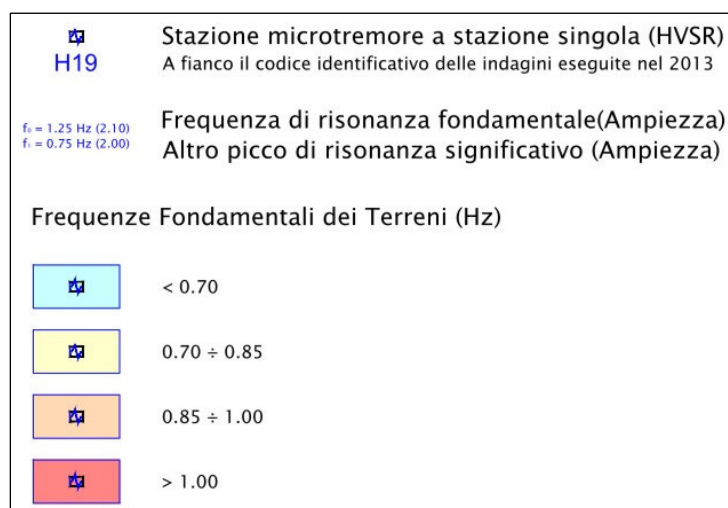 Stazione microtremore a stazione singola (HVSR)
H19
A fianco il codice identificativo delle indagini eseguite nel 2013
f₀ = 1.25 Hz (2.10)
Frequenza di risonanza fondamentale(Ampiezza)
f₁ = 0.75 Hz (2.00)
Altro picco di risonanza significativo (Ampiezza)
Frequenze Fondamentali dei Terreni (Hz)
< 0.70
0.70 ÷ 0.85
0.85 ÷ 1.00
> 1.00